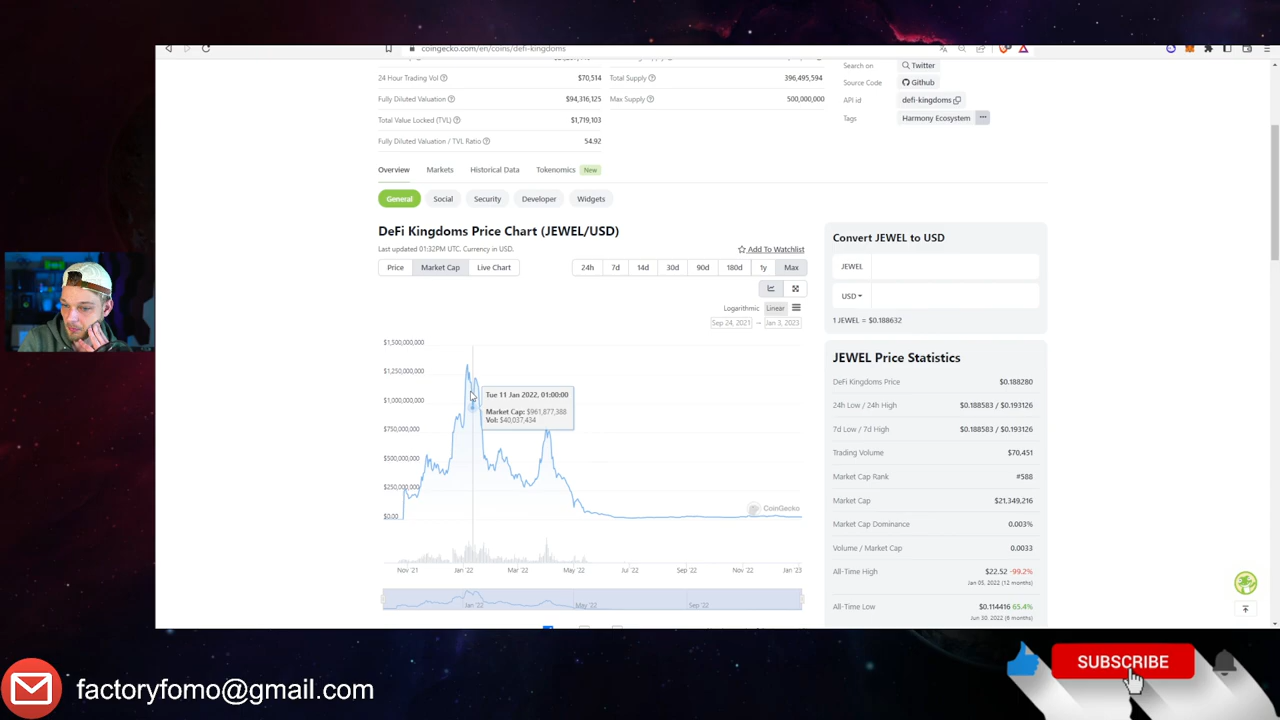 coingecko.com/en/coins/defi-kingdoms
24 Hour Trading Vol $70,514
Total Supply 396,495,594
Fully Diluted Valuation $94,316,125
Max Supply 500,000,000
Total Value Locked (TVL) $1,719,103
Fully Diluted Valuation / TVL Ratio 54.92
Search on Twitter
Source Code Github
API id defi-kingdoms
Tags Harmony Ecosystem ...
Overview Markets Historical Data Tokenomics New
General Social Security Developer Widgets
DeFi Kingdoms Price Chart (JEWEL/USD)
Last updated 01:32PM UTC. Currency in USD.
Add To Watchlist
Price Market Cap Live Chart
24h 7d 14d 30d 90d 180d 1y Max
Logarithmic Linear
Sep 24, 2021 → Jan 3, 2023
$1,500,000,000
$1,250,000,000
$1,000,000,000
$750,000,000
$500,000,000
$250,000,000
$0.00
Tue 11 Jan 2022, 01:00:00
Market Cap: $961,877,388
Vol: $40,037,434
CoinGecko
Nov '21 Jan '22 Mar '22 May '22 Jul '22 Sep '22 Nov '22 Jan '23
Jan '22 May '22 Sep '22
Convert JEWEL to USD
JEWEL
USD
1 JEWEL = $0.188632
JEWEL Price Statistics
DeFi Kingdoms Price $0.188280
24h Low / 24h High $0.188583 / $0.193126
7d Low / 7d High $0.188583 / $0.193126
Trading Volume $70,451
Market Cap Rank #588
Market Cap $21,349,216
Market Cap Dominance 0.003%
Volume / Market Cap 0.0033
All-Time High $22.52 -99.2%
Jan 05, 2022 (12 months)
All-Time Low $0.114416 65.4%
Jun 30, 2022 (6 months)
factoryfomo@gmail.com
SUBSCRIBE